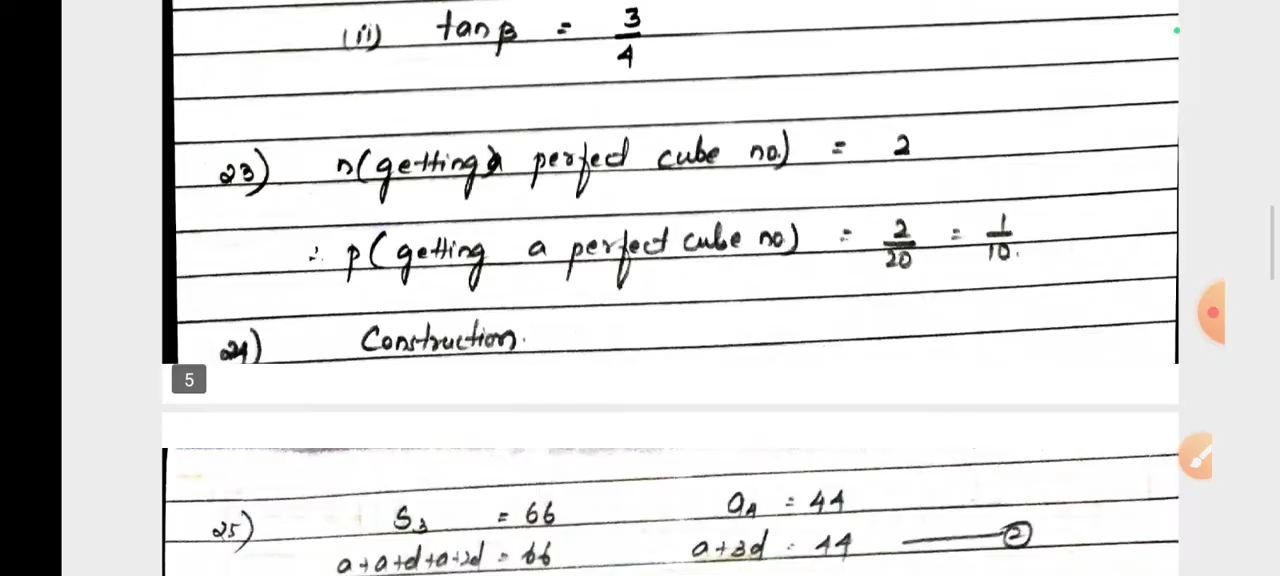 (ii) tanβ = 3/4
23) n(getting a perfect cube no.) = 2
∴ p(getting a perfect cube no) = 2/20 = 1/10.
24) Construction.
5
25) S₃ = 66 a₄ = 44
a+a+d+a+2d = 66 a+3d = 44 ②